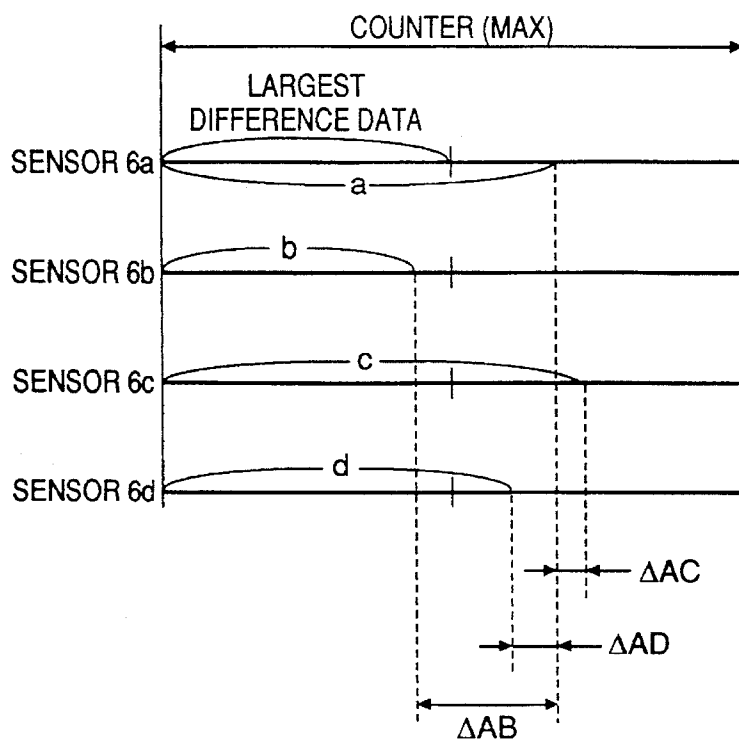 COUNTER (MAX)
LARGEST
DIFFERENCE DATA
SENSOR 6a
a
b
SENSOR 6b
c
SENSOR 6c
d
SENSOR 6d
ΔAC
ΔAD
ΔAB